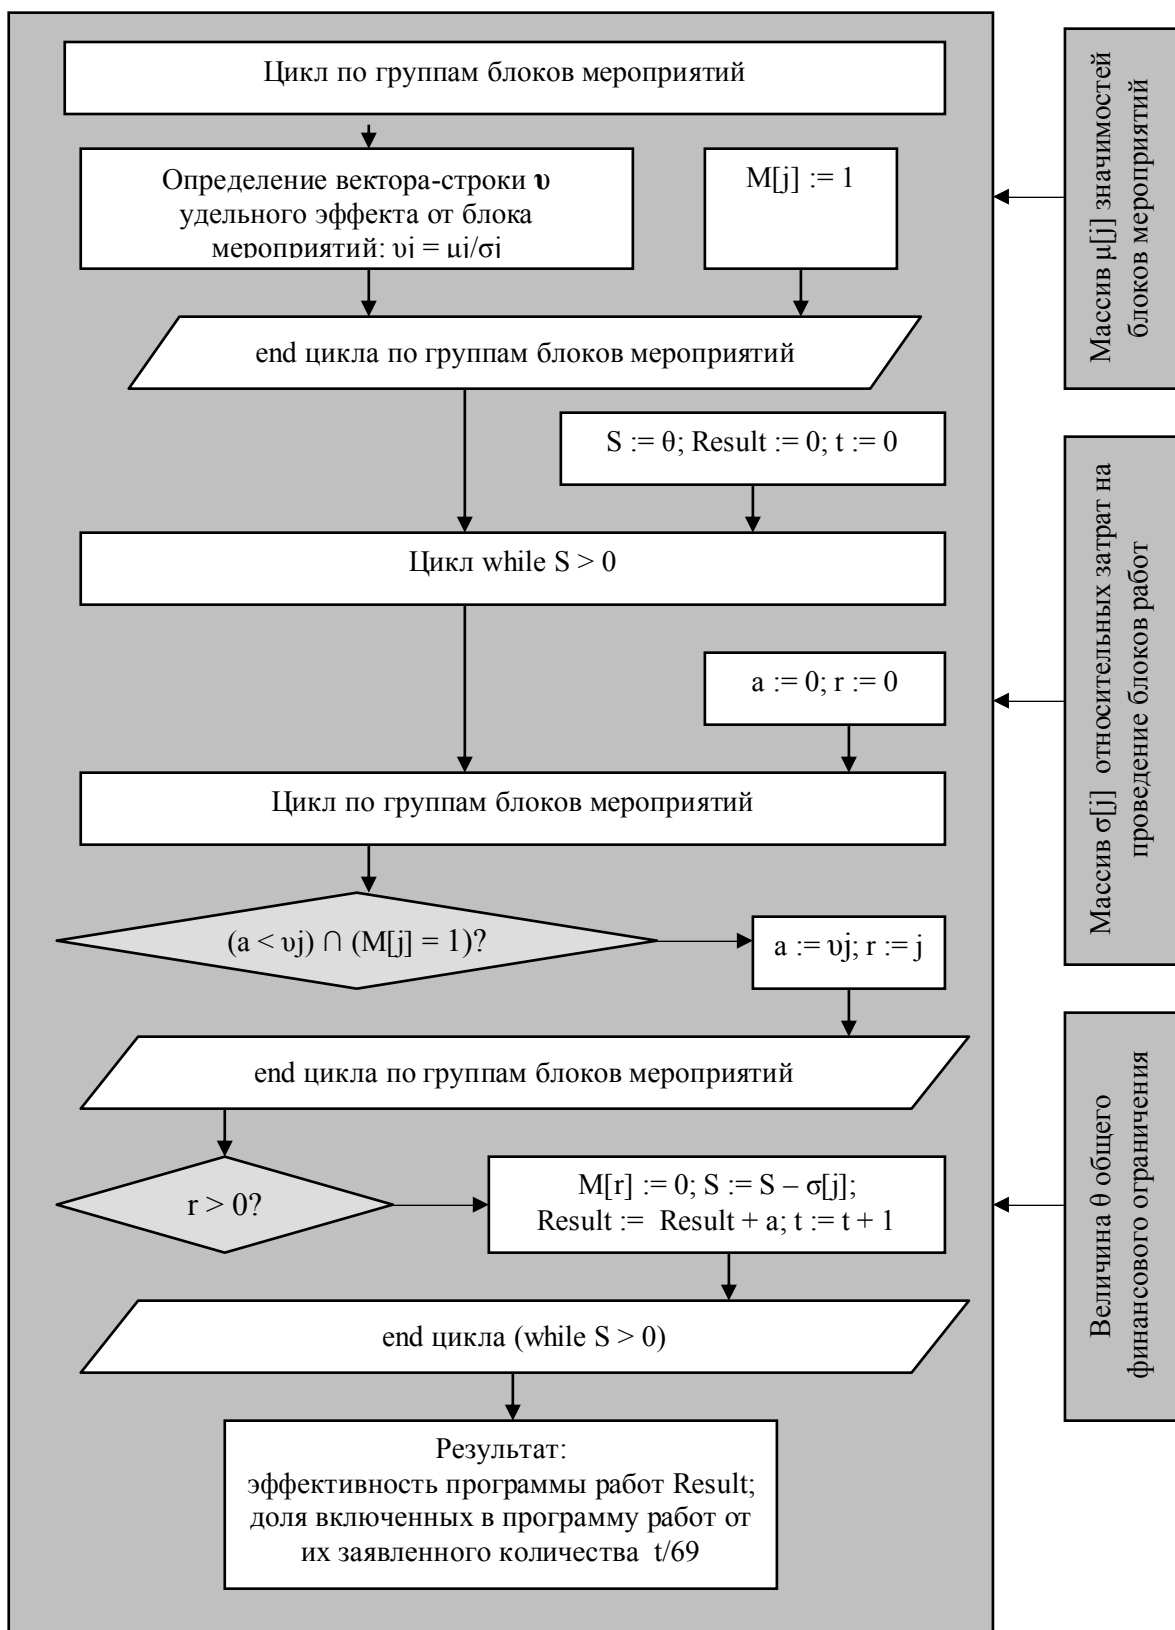 Цикл по группам блоков мероприятий
Определение вектора-строки υ
удельного эффекта от блока
мероприятий: υj = μj/σj
M[j] := 1
end цикла по группам блоков мероприятий
S := θ; Result := 0; t := 0
Цикл while S > 0
a := 0; r := 0
Цикл по группам блоков мероприятий
(a < υj) ∩ (M[j] = 1)?
a := υj; r := j
end цикла по группам блоков мероприятий
r > 0?
M[r] := 0; S := S – σ[j];
Result := Result + a; t := t + 1
end цикла (while S > 0)
Результат:
эффективность программы работ Result;
доля включенных в программу работ от
их заявленного количества t/69
Массив μ[j] значимостей
блоков мероприятий
Массив σ[j] относительных затрат на
проведение блоков работ
Величина θ общего
финансового ограничения